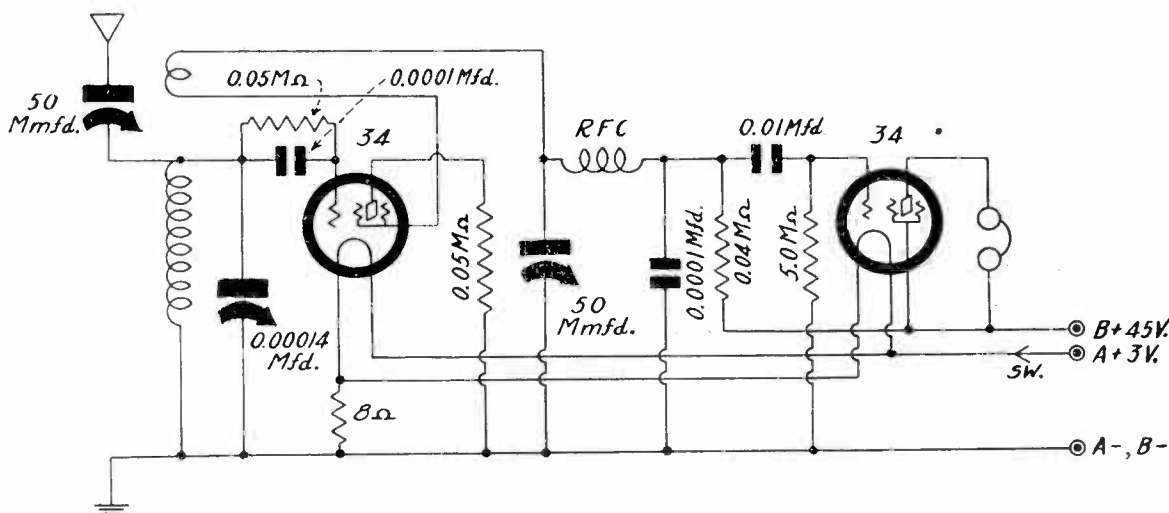 50
Mmfd.
0.05MΩ
0.0001Mfd.
34
0.00014
Mfd.
8Ω
0.05MΩ
50
Mmfd.
RFC
0.0001Mfd.
0.04MΩ
0.01Mfd
5.0MΩ
34
B+45V.
A+3V.
SW.
A-, B-